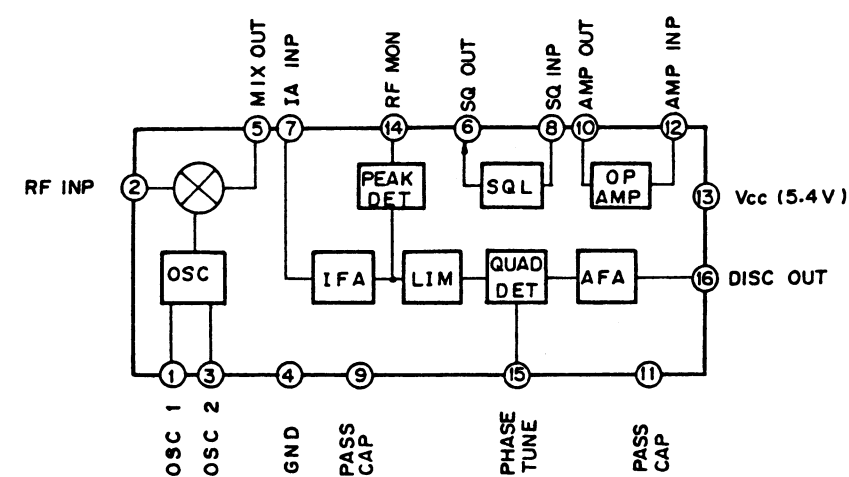 MIX OUT
IA INP
RF MON
SQ OUT
SQ INP
AMP OUT
AMP INP
5
7
14
6
8
10
12
RF INP
2
PEAK
DET
SQL
OP
AMP
13
Vcc (5.4V)
OSC
IFA
LIM
QUAD
DET
AFA
16
DISC OUT
1
3
4
9
15
11
OSC 1
OSC 2
GND
PASS
CAP
PHASE
TUNE
PASS
CAP